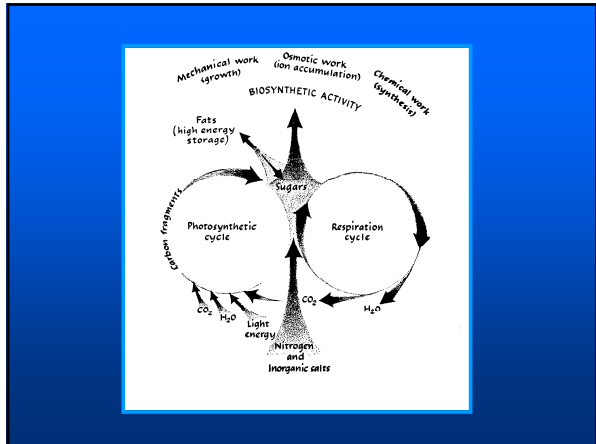 Mechanical work
(growth)
Osmotic work
(ion accumulation)
Chemical work
(synthesis)
BIOSYNTHETIC ACTIVITY
Fats
(high energy
storage)
Sugars
Carbon fragments
Photosynthetic
cycle
Respiration
cycle
CO₂
H₂O
Light
energy
CO₂
H₂O
Nitrogen
and
Inorganic salts